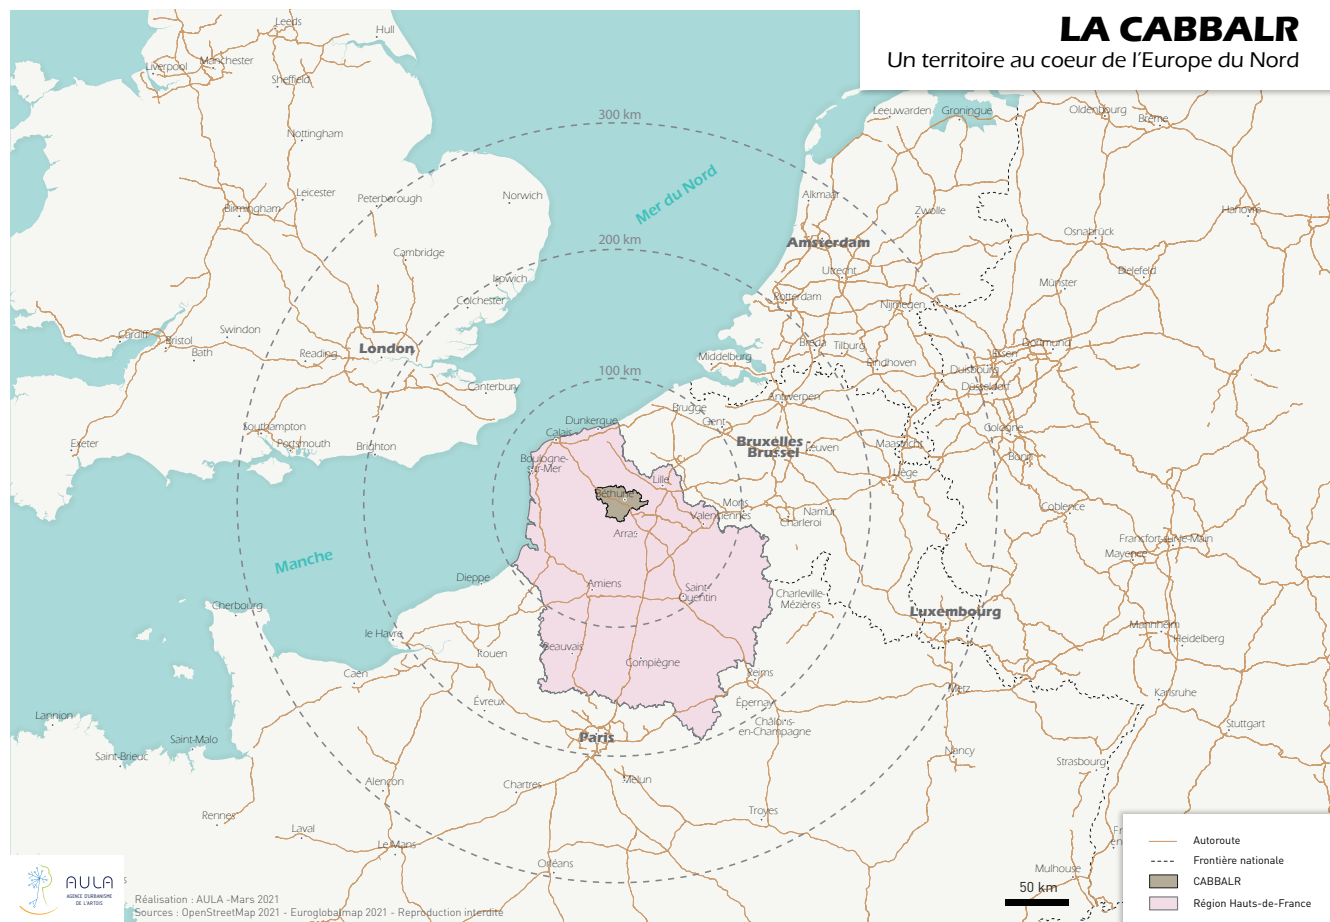 LA CABBALR
Un territoire au coeur de l'Europe du Nord
Leeds
Hull
Liverpool
Manchester
Sheffield
Nottingham
Leicester
Peterborough
Norwich
Birmingham
Cambridge
Ipswich
Colchester
Cardiff
Bristol
Bath
Swindon
Reading
London
Canterbury
Southampton
Portsmouth
Brighton
Exeter
300 km
200 km
100 km
Mer du Nord
Manche
Leeuwarden
Groningue
Oldenbourg
Brême
Alkmaar
Zwolle
Hanovre
Amsterdam
Osnabrück
Utrecht
Bielefeld
Münster
Rotterdam
Nijmegen
Breda
Tilburg
Eindhoven
Middelburg
Dortmund
Essen
Duisbourg
Düsseldorf
Antwerpen
Brugge
Gent
Dunkerque
Calais
Boulogne-
sur-Mer
Bruxelles
Brussel
Leuven
Maastricht
Cologne
Bonn
Liège
Lille
Béthune
Mons
Valenciennes
Namur
Charleroi
Coblence
Arras
Francfort-sur-le-Main
Mayence
Dieppe
Amiens
Saint-
Quentin
Charleville-
Mézières
Luxembourg
Mannheim
Heidelberg
Cherbourg
le Havre
Rouen
Beauvais
Compiègne
Reims
Caen
Évreux
Épernay
Metz
Karlsruhe
Châlons-
en-Champagne
Stuttgart
Lannion
Saint-Malo
Saint-Brieuc
Paris
Nancy
Strasbourg
Alençon
Chartres
Melun
Troyes
Rennes
Laval
Le Mans
Orléans
Mulhouse
50 km
Autoroute
Frontière nationale
CABBALR
Région Hauts-de-France
AULA
AGENCE D'URBANISME
DE L'ARTOIS
Réalisation : AULA -Mars 2021
Sources : OpenStreetMap 2021 - Euroglobalmap 2021 - Reproduction interdite